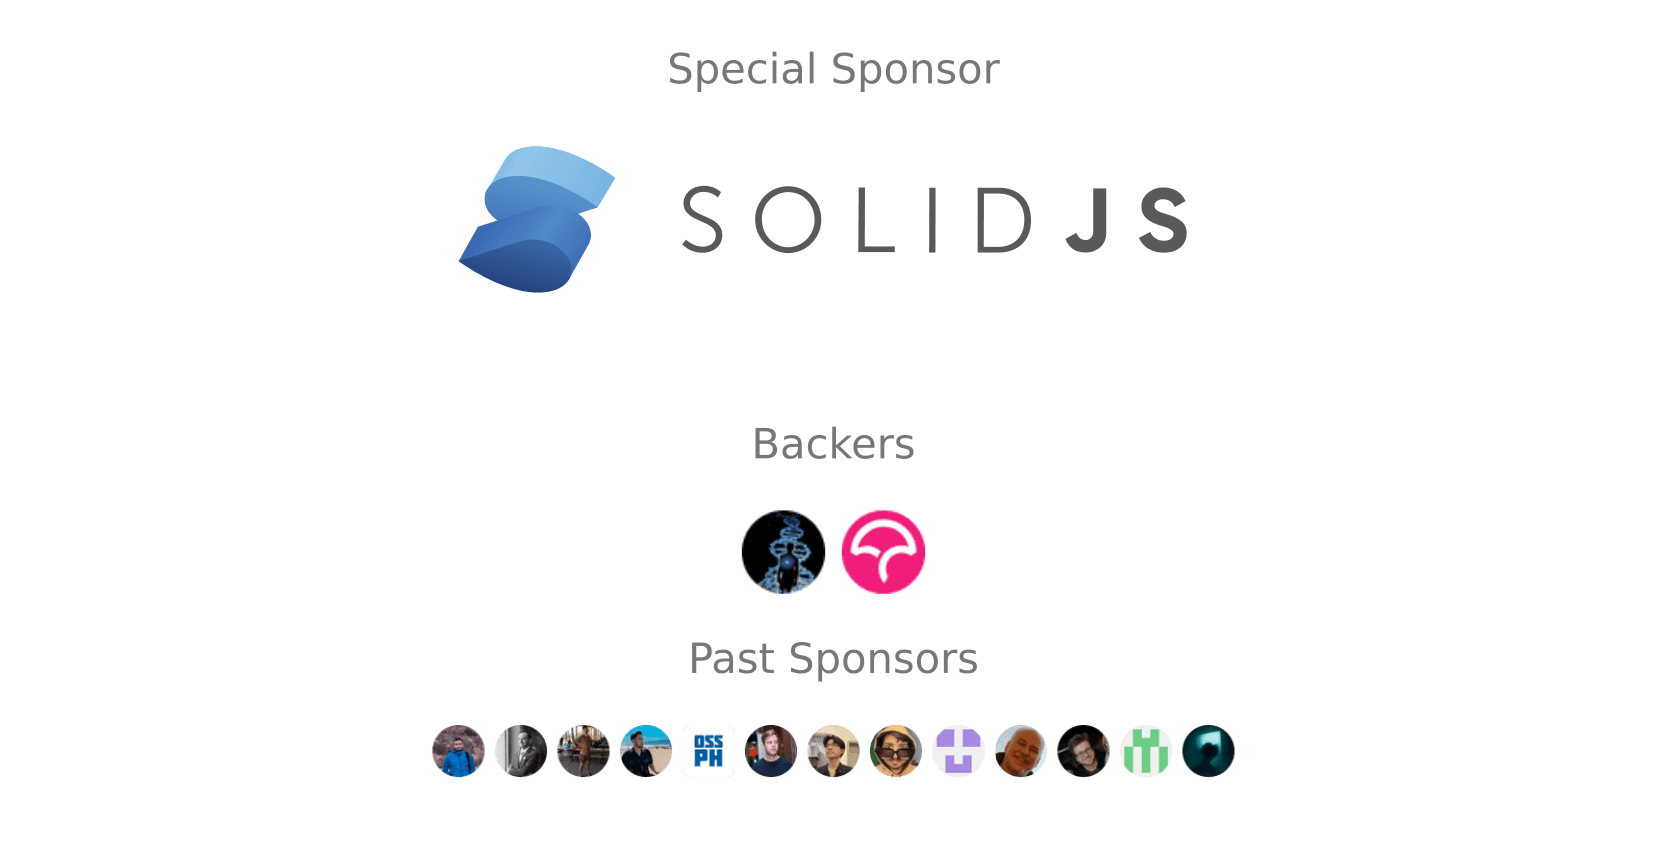 Special Sponsor
SOLIDJS
Backers
Past Sponsors
OSS
PH